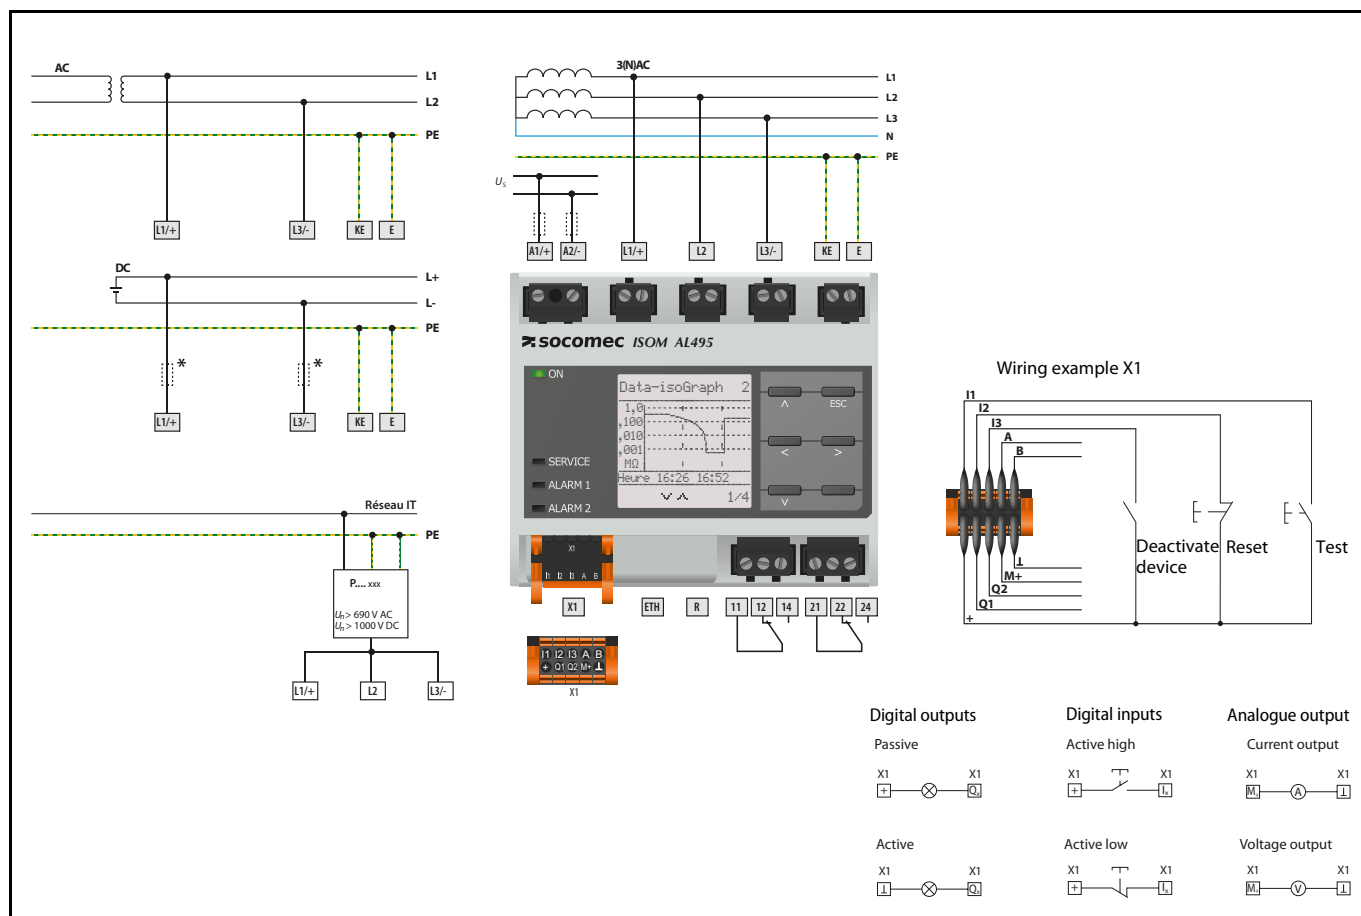 AC
L1
L2
PE
L1/+
L3/-
KE
E
DC
L+
L-
PE
*
*
L1/+
L3/-
KE
E
Réseau IT
PE
P.... xxx
Un > 690 V AC
Un > 1000 V DC
L1/+
L2
L3/-
3(N)AC
L1
L2
L3
N
PE
Us
A1/+
A2/-
L1/+
L2
L3/-
KE
E
socomec ISOM AL495
ON
SERVICE
ALARM 1
ALARM 2
Data-isoGraph 2
1,0
,100
,010
,001
MΩ
Heure 16:26 16:52
1/4
ESC
<
>
X1
I1 I2 I3 A B
X1
ETH
R
11
12
14
21
22
24
I1 I2 I3 A B
+ Q1 Q2 M+ ⊥
X1
Wiring example X1
I1
I2
I3
A
B
⊥
M+
Q2
Q1
+
Deactivate device
Reset
Test
Digital outputs
Passive
X1 X1
+ Qx
Active
X1 X1
⊥ Qx
Digital inputs
Active high
X1 X1
+ Ix
Active low
X1 X1
+ Ix
Analogue output
Current output
X1 X1
M+ A ⊥
Voltage output
X1 X1
M+ V ⊥